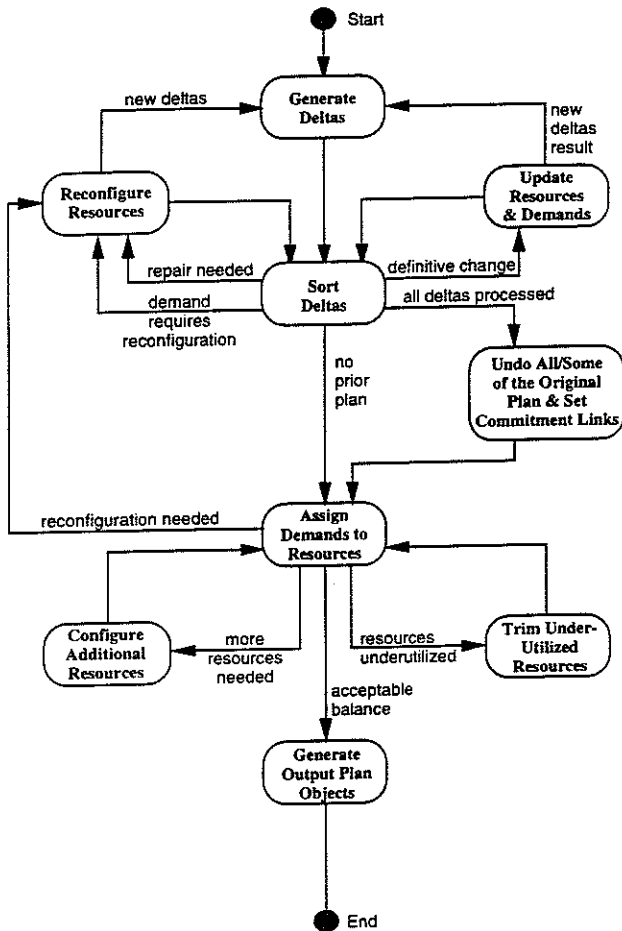 Start
Generate
Deltas
new deltas
new
deltas
result
Reconfigure
Resources
Update
Resources
& Demands
repair needed
definitive change
Sort
Deltas
demand
requires
reconfiguration
all deltas processed
no
prior
plan
Undo All/Some
of the Original
Plan & Set
Commitment Links
reconfiguration needed
Assign
Demands to
Resources
Configure
Additional
Resources
more
resources
needed
resources
underutilized
Trim Under-
Utilized
Resources
acceptable
balance
Generate
Output Plan
Objects
End